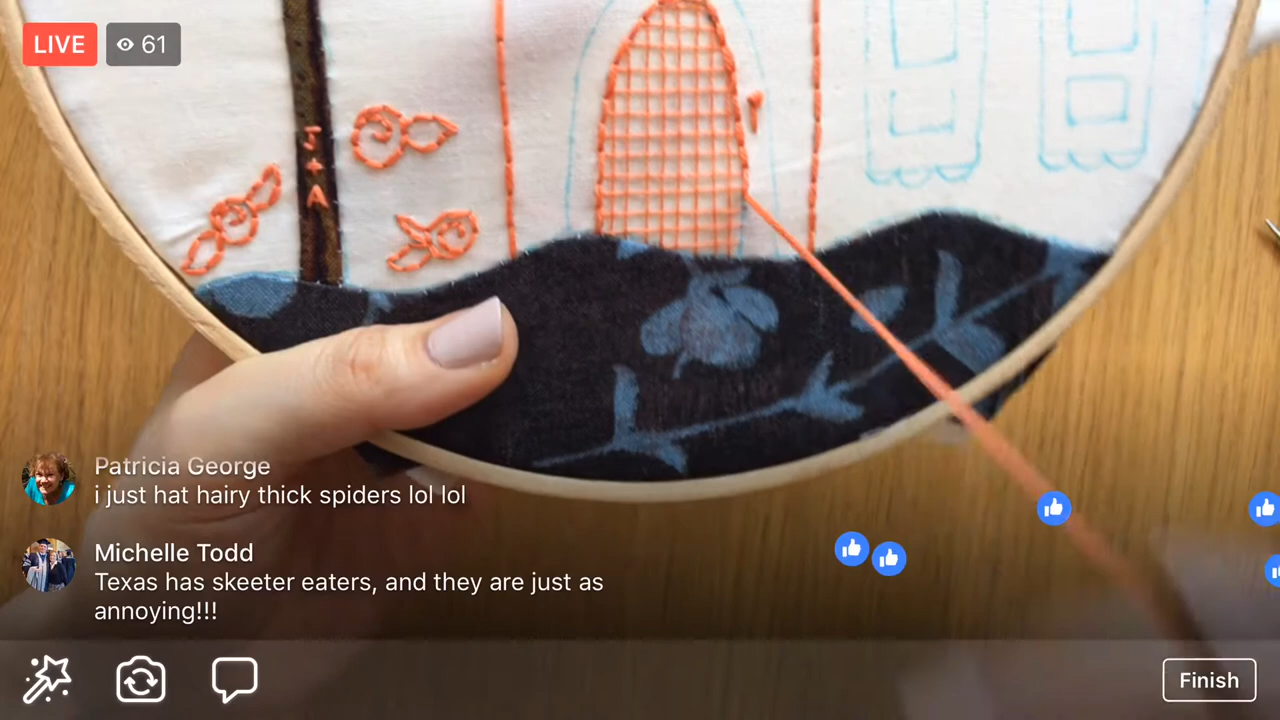 LIVE
61
J
+
A
Patricia George
i just hat hairy thick spiders lol lol
Michelle Todd
Texas has skeeter eaters, and they are just as
annoying!!!
Finish